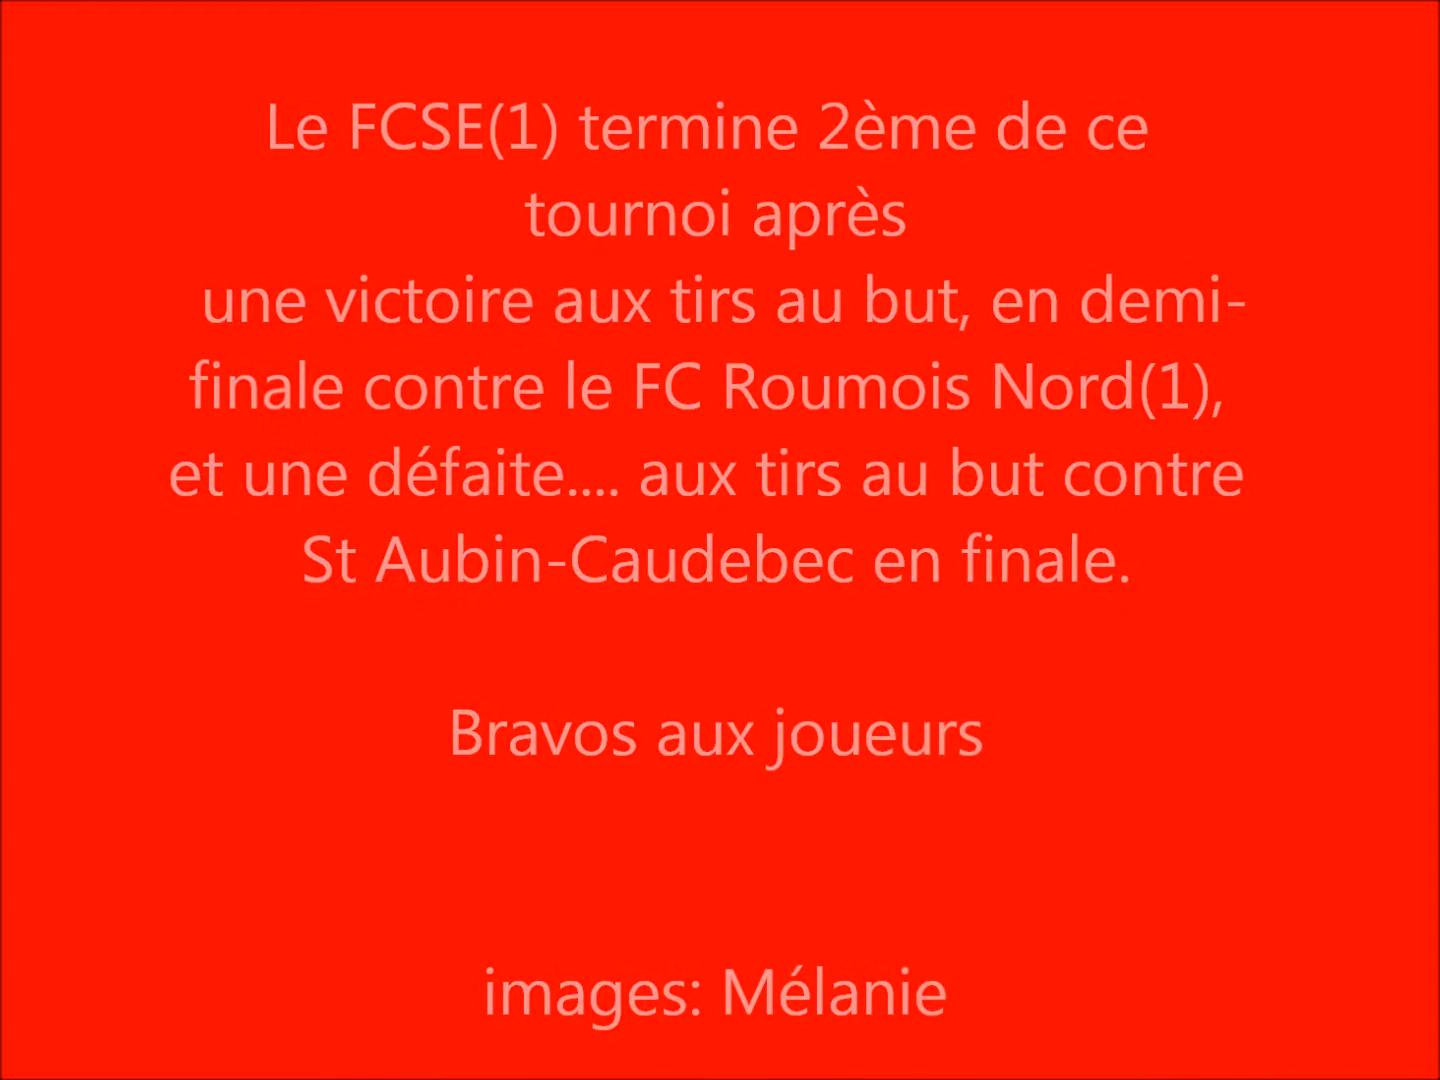 Le FCSE(1) termine 2ème de ce
tournoi après
une victoire aux tirs au but, en demi-
finale contre le FC Roumois Nord(1),
et une défaite.... aux tirs au but contre
St Aubin-Caudebec en finale.
Bravos aux joueurs
images: Mélanie